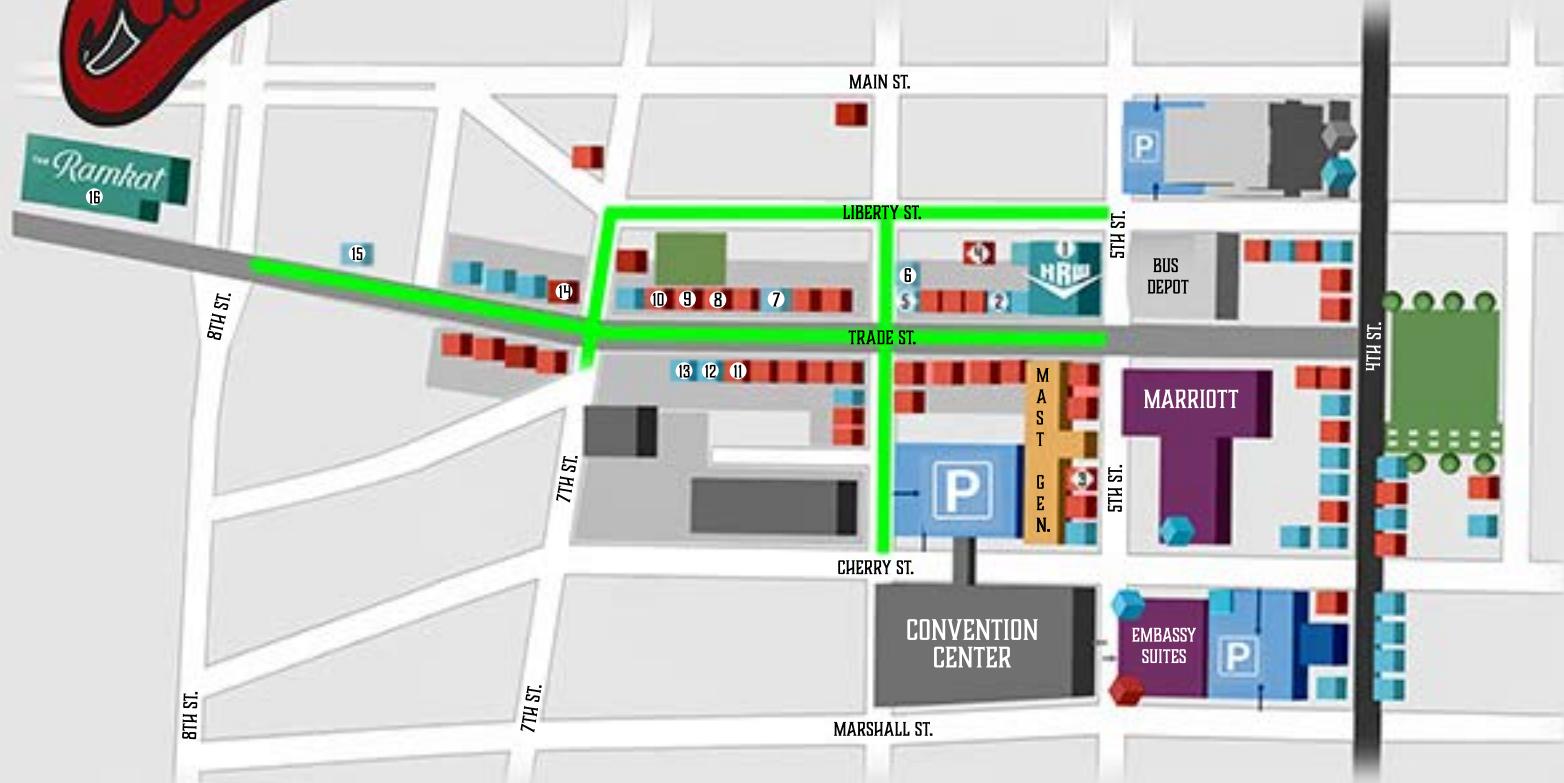 MAIN ST.
P
THE Ramkat
16
LIBERTY ST.
5TH ST.
15
4
1
HRW
BUS
DEPOT
6
14
10
9
8
7
5
2
8TH ST.
TRADE ST.
4TH ST.
13
12
11
MAST GEN.
MARRIOTT
7TH ST.
P
3
5TH ST.
CHERRY ST.
CONVENTION
CENTER
EMBASSY
SUITES
P
8TH ST.
7TH ST.
MARSHALL ST.